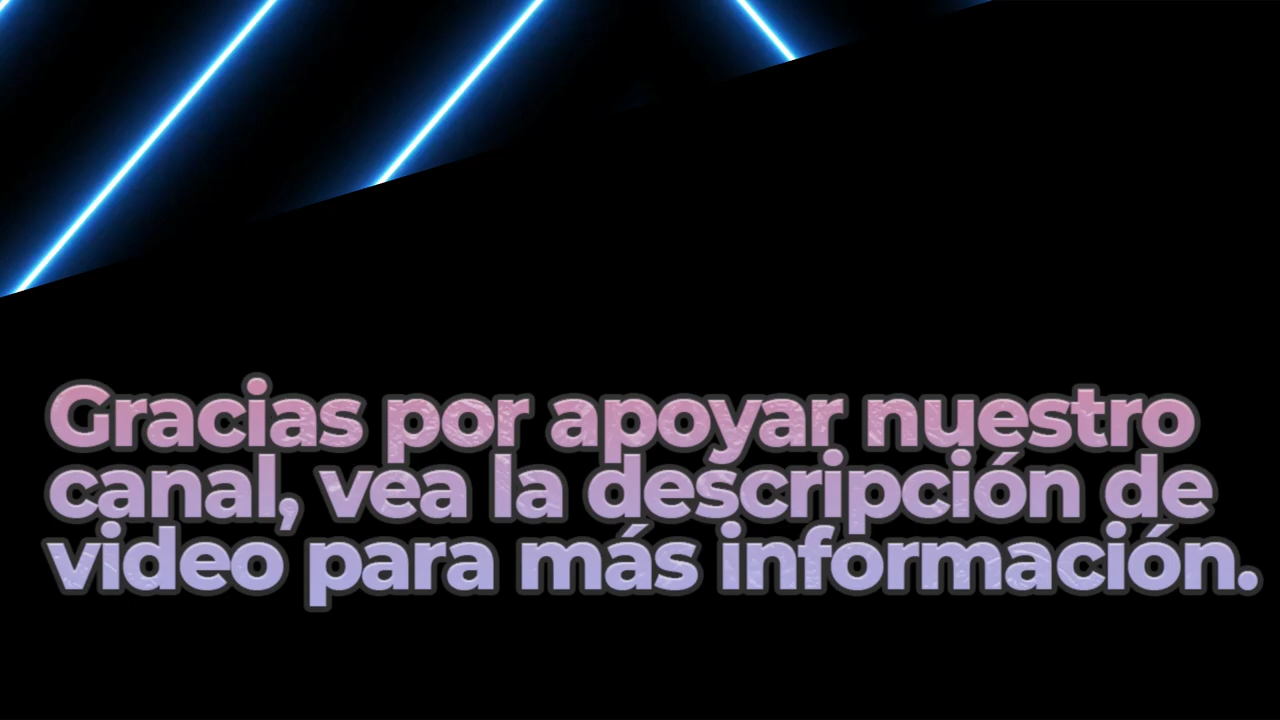 Gracias por apoyar nuestro
canal, vea la descripción de
video para más información.